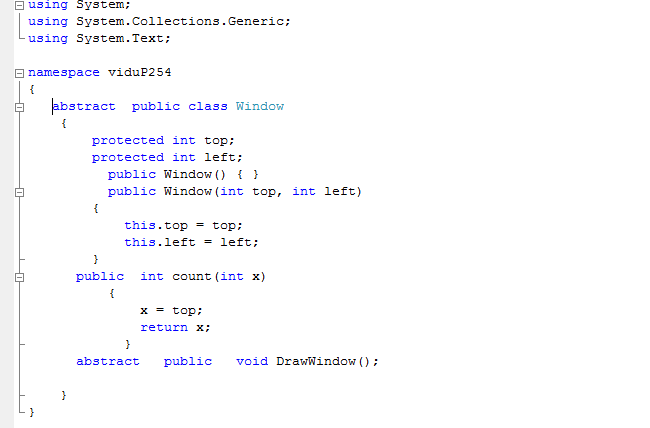 using System;
using System.Collections.Generic;
using System.Text;
namespace viduP254
{
abstract  public class Window
{
protected int top;
protected int left;
public Window() { }
public Window(int top, int left)
{
this.top = top;
this.left = left;
}
public  int count(int x)
{
x = top;
return x;
}
abstract   public   void DrawWindow();
}
}